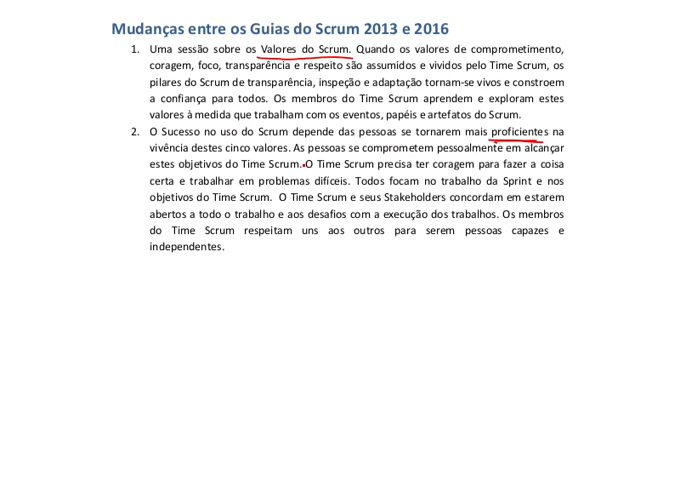 Mudanças entre os Guias do Scrum 2013 e 2016
1. Uma sessão sobre os Valores do Scrum. Quando os valores de comprometimento,
coragem, foco, transparência e respeito são assumidos e vividos pelo Time Scrum, os
pilares do Scrum de transparência, inspeção e adaptação tornam-se vivos e constroem
a confiança para todos. Os membros do Time Scrum aprendem e exploram estes
valores à medida que trabalham com os eventos, papéis e artefatos do Scrum.
2. O Sucesso no uso do Scrum depende das pessoas se tornarem mais proficientes na
vivência destes cinco valores. As pessoas se comprometem pessoalmente em alcançar
estes objetivos do Time Scrum. O Time Scrum precisa ter coragem para fazer a coisa
certa e trabalhar em problemas difíceis. Todos focam no trabalho da Sprint e nos
objetivos do Time Scrum. O Time Scrum e seus Stakeholders concordam em estarem
abertos a todo o trabalho e aos desafios com a execução dos trabalhos. Os membros
do Time Scrum respeitam uns aos outros para serem pessoas capazes e
independentes.